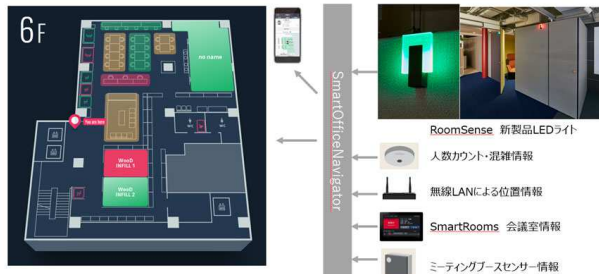 6F
no name
You are here
WeeD
INFILL 1
WeeD
INFILL 2
SmartOfficeNavigator
RoomSense 新製品LEDライト
人数カウント・混雑情報
無線LANによる位置情報
SmartRooms 会議室情報
ミーティングブースセンサー情報